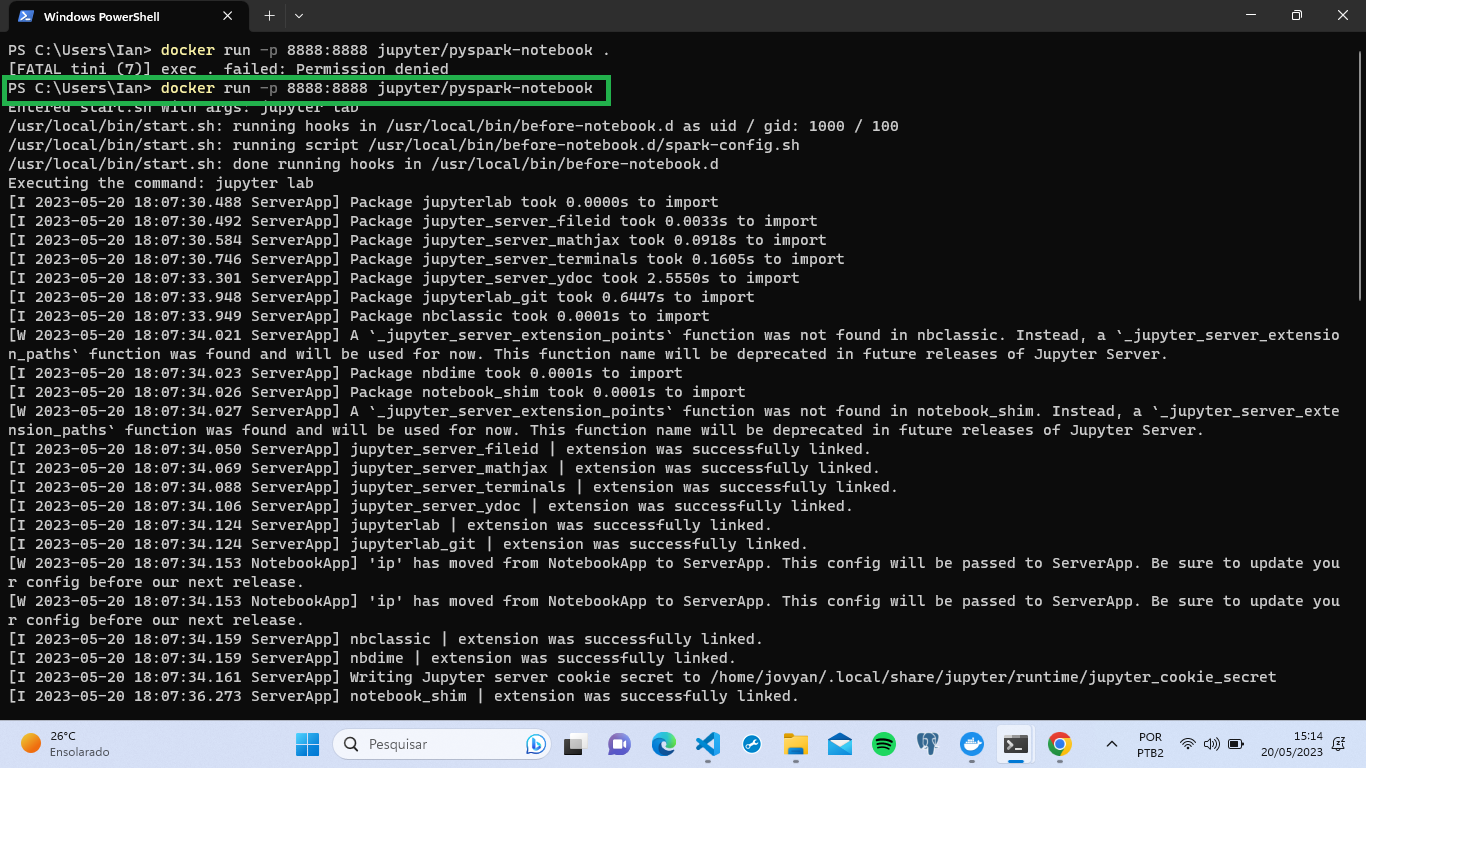 Windows PowerShell
PS C:\Users\Ian> docker run -p 8888:8888 jupyter/pyspark-notebook .
[FATAL tini (7)] exec . failed: Permission denied
PS C:\Users\Ian> docker run -p 8888:8888 jupyter/pyspark-notebook
Entered start.sh with args: jupyter lab
/usr/local/bin/start.sh: running hooks in /usr/local/bin/before-notebook.d as uid / gid: 1000 / 100
/usr/local/bin/start.sh: running script /usr/local/bin/before-notebook.d/spark-config.sh
/usr/local/bin/start.sh: done running hooks in /usr/local/bin/before-notebook.d
Executing the command: jupyter lab
[I 2023-05-20 18:07:30.488 ServerApp] Package jupyterlab took 0.0000s to import
[I 2023-05-20 18:07:30.492 ServerApp] Package jupyter_server_fileid took 0.0033s to import
[I 2023-05-20 18:07:30.584 ServerApp] Package jupyter_server_mathjax took 0.0918s to import
[I 2023-05-20 18:07:30.746 ServerApp] Package jupyter_server_terminals took 0.1605s to import
[I 2023-05-20 18:07:33.301 ServerApp] Package jupyter_server_ydoc took 2.5550s to import
[I 2023-05-20 18:07:33.948 ServerApp] Package jupyterlab_git took 0.6447s to import
[I 2023-05-20 18:07:33.949 ServerApp] Package nbclassic took 0.0001s to import
[W 2023-05-20 18:07:34.021 ServerApp] A `_jupyter_server_extension_points` function was not found in nbclassic. Instead, a `_jupyter_server_extensio
n_paths` function was found and will be used for now. This function name will be deprecated in future releases of Jupyter Server.
[I 2023-05-20 18:07:34.023 ServerApp] Package nbdime took 0.0001s to import
[I 2023-05-20 18:07:34.026 ServerApp] Package notebook_shim took 0.0001s to import
[W 2023-05-20 18:07:34.027 ServerApp] A `_jupyter_server_extension_points` function was not found in notebook_shim. Instead, a `_jupyter_server_exte
nsion_paths` function was found and will be used for now. This function name will be deprecated in future releases of Jupyter Server.
[I 2023-05-20 18:07:34.050 ServerApp] jupyter_server_fileid | extension was successfully linked.
[I 2023-05-20 18:07:34.069 ServerApp] jupyter_server_mathjax | extension was successfully linked.
[I 2023-05-20 18:07:34.088 ServerApp] jupyter_server_terminals | extension was successfully linked.
[I 2023-05-20 18:07:34.106 ServerApp] jupyter_server_ydoc | extension was successfully linked.
[I 2023-05-20 18:07:34.124 ServerApp] jupyterlab | extension was successfully linked.
[I 2023-05-20 18:07:34.124 ServerApp] jupyterlab_git | extension was successfully linked.
[W 2023-05-20 18:07:34.153 NotebookApp] 'ip' has moved from NotebookApp to ServerApp. This config will be passed to ServerApp. Be sure to update you
r config before our next release.
[W 2023-05-20 18:07:34.153 NotebookApp] 'ip' has moved from NotebookApp to ServerApp. This config will be passed to ServerApp. Be sure to update you
r config before our next release.
[I 2023-05-20 18:07:34.159 ServerApp] nbclassic | extension was successfully linked.
[I 2023-05-20 18:07:34.159 ServerApp] nbdime | extension was successfully linked.
[I 2023-05-20 18:07:34.161 ServerApp] Writing Jupyter server cookie secret to /home/jovyan/.local/share/jupyter/runtime/jupyter_cookie_secret
[I 2023-05-20 18:07:36.273 ServerApp] notebook_shim | extension was successfully linked.
26°C
Ensolarado
Pesquisar
POR
PTB2
15:14
20/05/2023